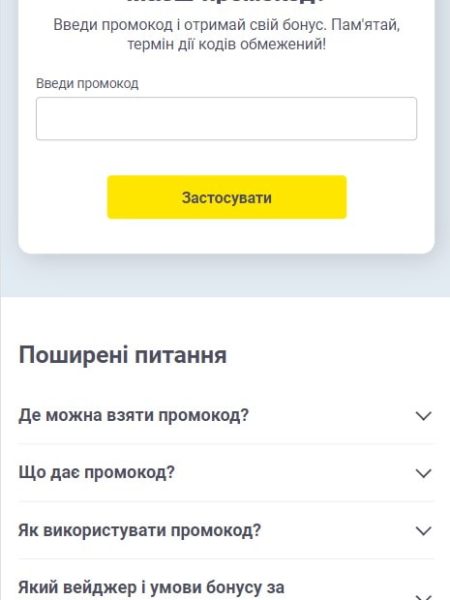 Введи промокод і отримай свій бонус. Пам'ятай,
термін дії кодів обмежений!
Введи промокод
Застосувати
Поширені питання
Де можна взяти промокод?
Що дає промокод?
Як використувати промокод?
Який вейджер і умови бонусу за